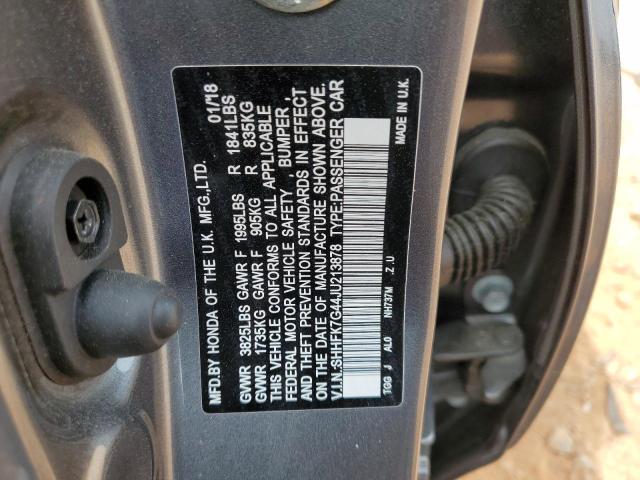 MFD.BY HONDA OF THE U.K. MFG.,LTD. 01/18
GVWR 3825LBS GAWR F 1995LBS R 1841LBS
GVWR 1735KG GAWR F 905KG R 835KG
THIS VEHICLE CONFORMS TO ALL APPLICABLE
FEDERAL MOTOR VEHICLE SAFETY , BUMPER ,
AND THEFT PREVENTION STANDARDS IN EFFECT
ON THE DATE OF MANUFACTURE SHOWN ABOVE.
V.I.N.:SHHFK7G44JU213878 TYPE:PASSENGER CAR
TGG J AL0 NH737M .Z.U MADE IN U.K.